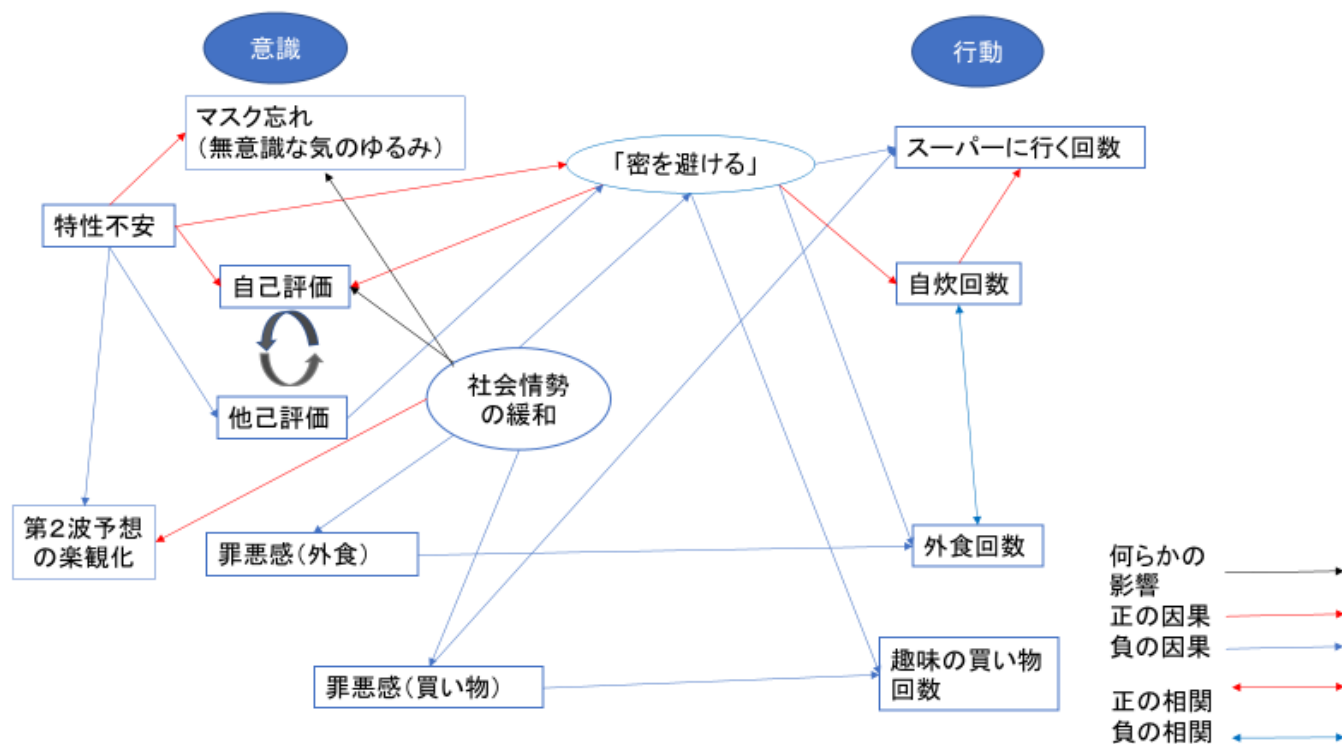 意識
行動
マスク忘れ
(無意識な気のゆるみ)
「密を避ける」
スーパーに行く回数
特性不安
自己評価
自炊回数
社会情勢
の緩和
他己評価
第2波予想
の楽観化
罪悪感(外食)
外食回数
罪悪感(買い物)
趣味の買い物
回数
何らかの
影響
正の因果
負の因果
正の相関
負の相関